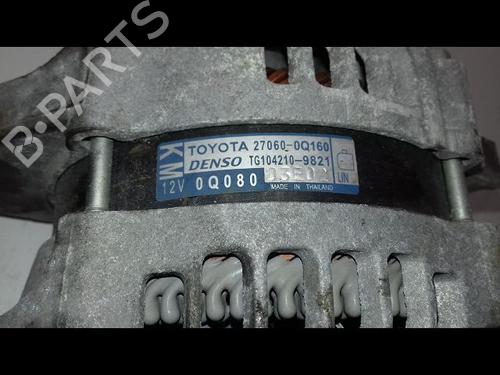 B-PARTS
KM
TOYOTA 27060-0Q160
DENSO TG104210-9821
12V 0Q080 LIN
MADE IN THAILAND